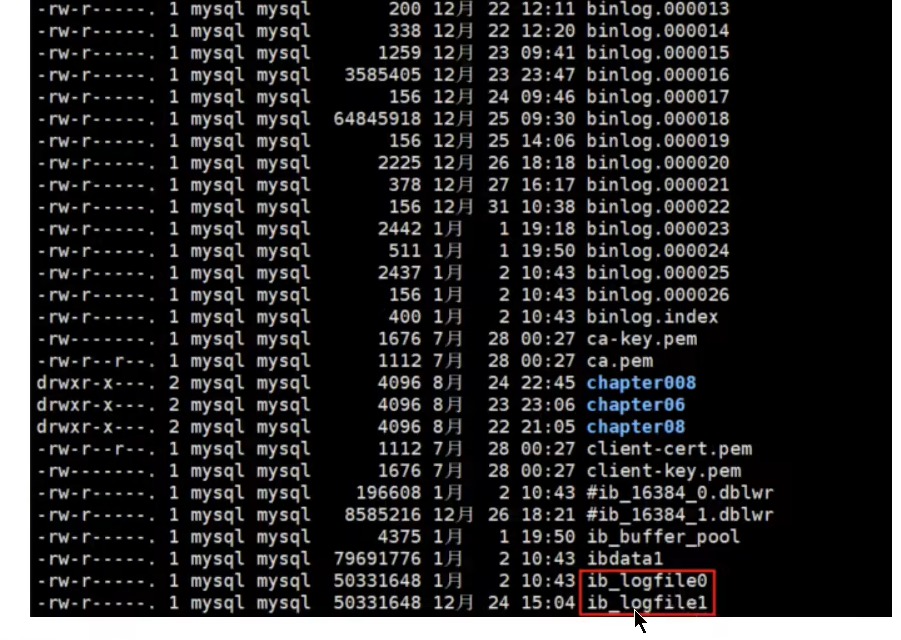 -rw-r-----. 1 mysql mysql 200 12月 22 12:11 binlog.000013
-rw-r-----. 1 mysql mysql 338 12月 22 12:20 binlog.000014
-rw-r-----. 1 mysql mysql 1259 12月 23 09:41 binlog.000015
-rw-r-----. 1 mysql mysql 3585405 12月 23 23:47 binlog.000016
-rw-r-----. 1 mysql mysql 156 12月 24 09:46 binlog.000017
-rw-r-----. 1 mysql mysql 64845918 12月 25 09:30 binlog.000018
-rw-r-----. 1 mysql mysql 156 12月 25 14:06 binlog.000019
-rw-r-----. 1 mysql mysql 2225 12月 26 18:18 binlog.000020
-rw-r-----. 1 mysql mysql 378 12月 27 16:17 binlog.000021
-rw-r-----. 1 mysql mysql 156 12月 31 10:38 binlog.000022
-rw-r-----. 1 mysql mysql 2442 1月 1 19:18 binlog.000023
-rw-r-----. 1 mysql mysql 511 1月 1 19:50 binlog.000024
-rw-r-----. 1 mysql mysql 2437 1月 2 10:43 binlog.000025
-rw-r-----. 1 mysql mysql 156 1月 2 10:43 binlog.000026
-rw-r-----. 1 mysql mysql 400 1月 2 10:43 binlog.index
-rw-------. 1 mysql mysql 1676 7月 28 00:27 ca-key.pem
-rw-r--r--. 1 mysql mysql 1112 7月 28 00:27 ca.pem
drwxr-x---. 2 mysql mysql 4096 8月 24 22:45 chapter008
drwxr-x---. 2 mysql mysql 4096 8月 23 23:06 chapter06
drwxr-x---. 2 mysql mysql 4096 8月 22 21:05 chapter08
-rw-r--r--. 1 mysql mysql 1112 7月 28 00:27 client-cert.pem
-rw-------. 1 mysql mysql 1676 7月 28 00:27 client-key.pem
-rw-r-----. 1 mysql mysql 196608 1月 2 10:43 #ib_16384_0.dblwr
-rw-r-----. 1 mysql mysql 8585216 12月 26 18:21 #ib_16384_1.dblwr
-rw-r-----. 1 mysql mysql 4375 1月 1 19:50 ib_buffer_pool
-rw-r-----. 1 mysql mysql 79691776 1月 2 10:43 ibdata1
-rw-r-----. 1 mysql mysql 50331648 1月 2 10:43 ib_logfile0
-rw-r-----. 1 mysql mysql 50331648 12月 24 15:04 ib_logfile1